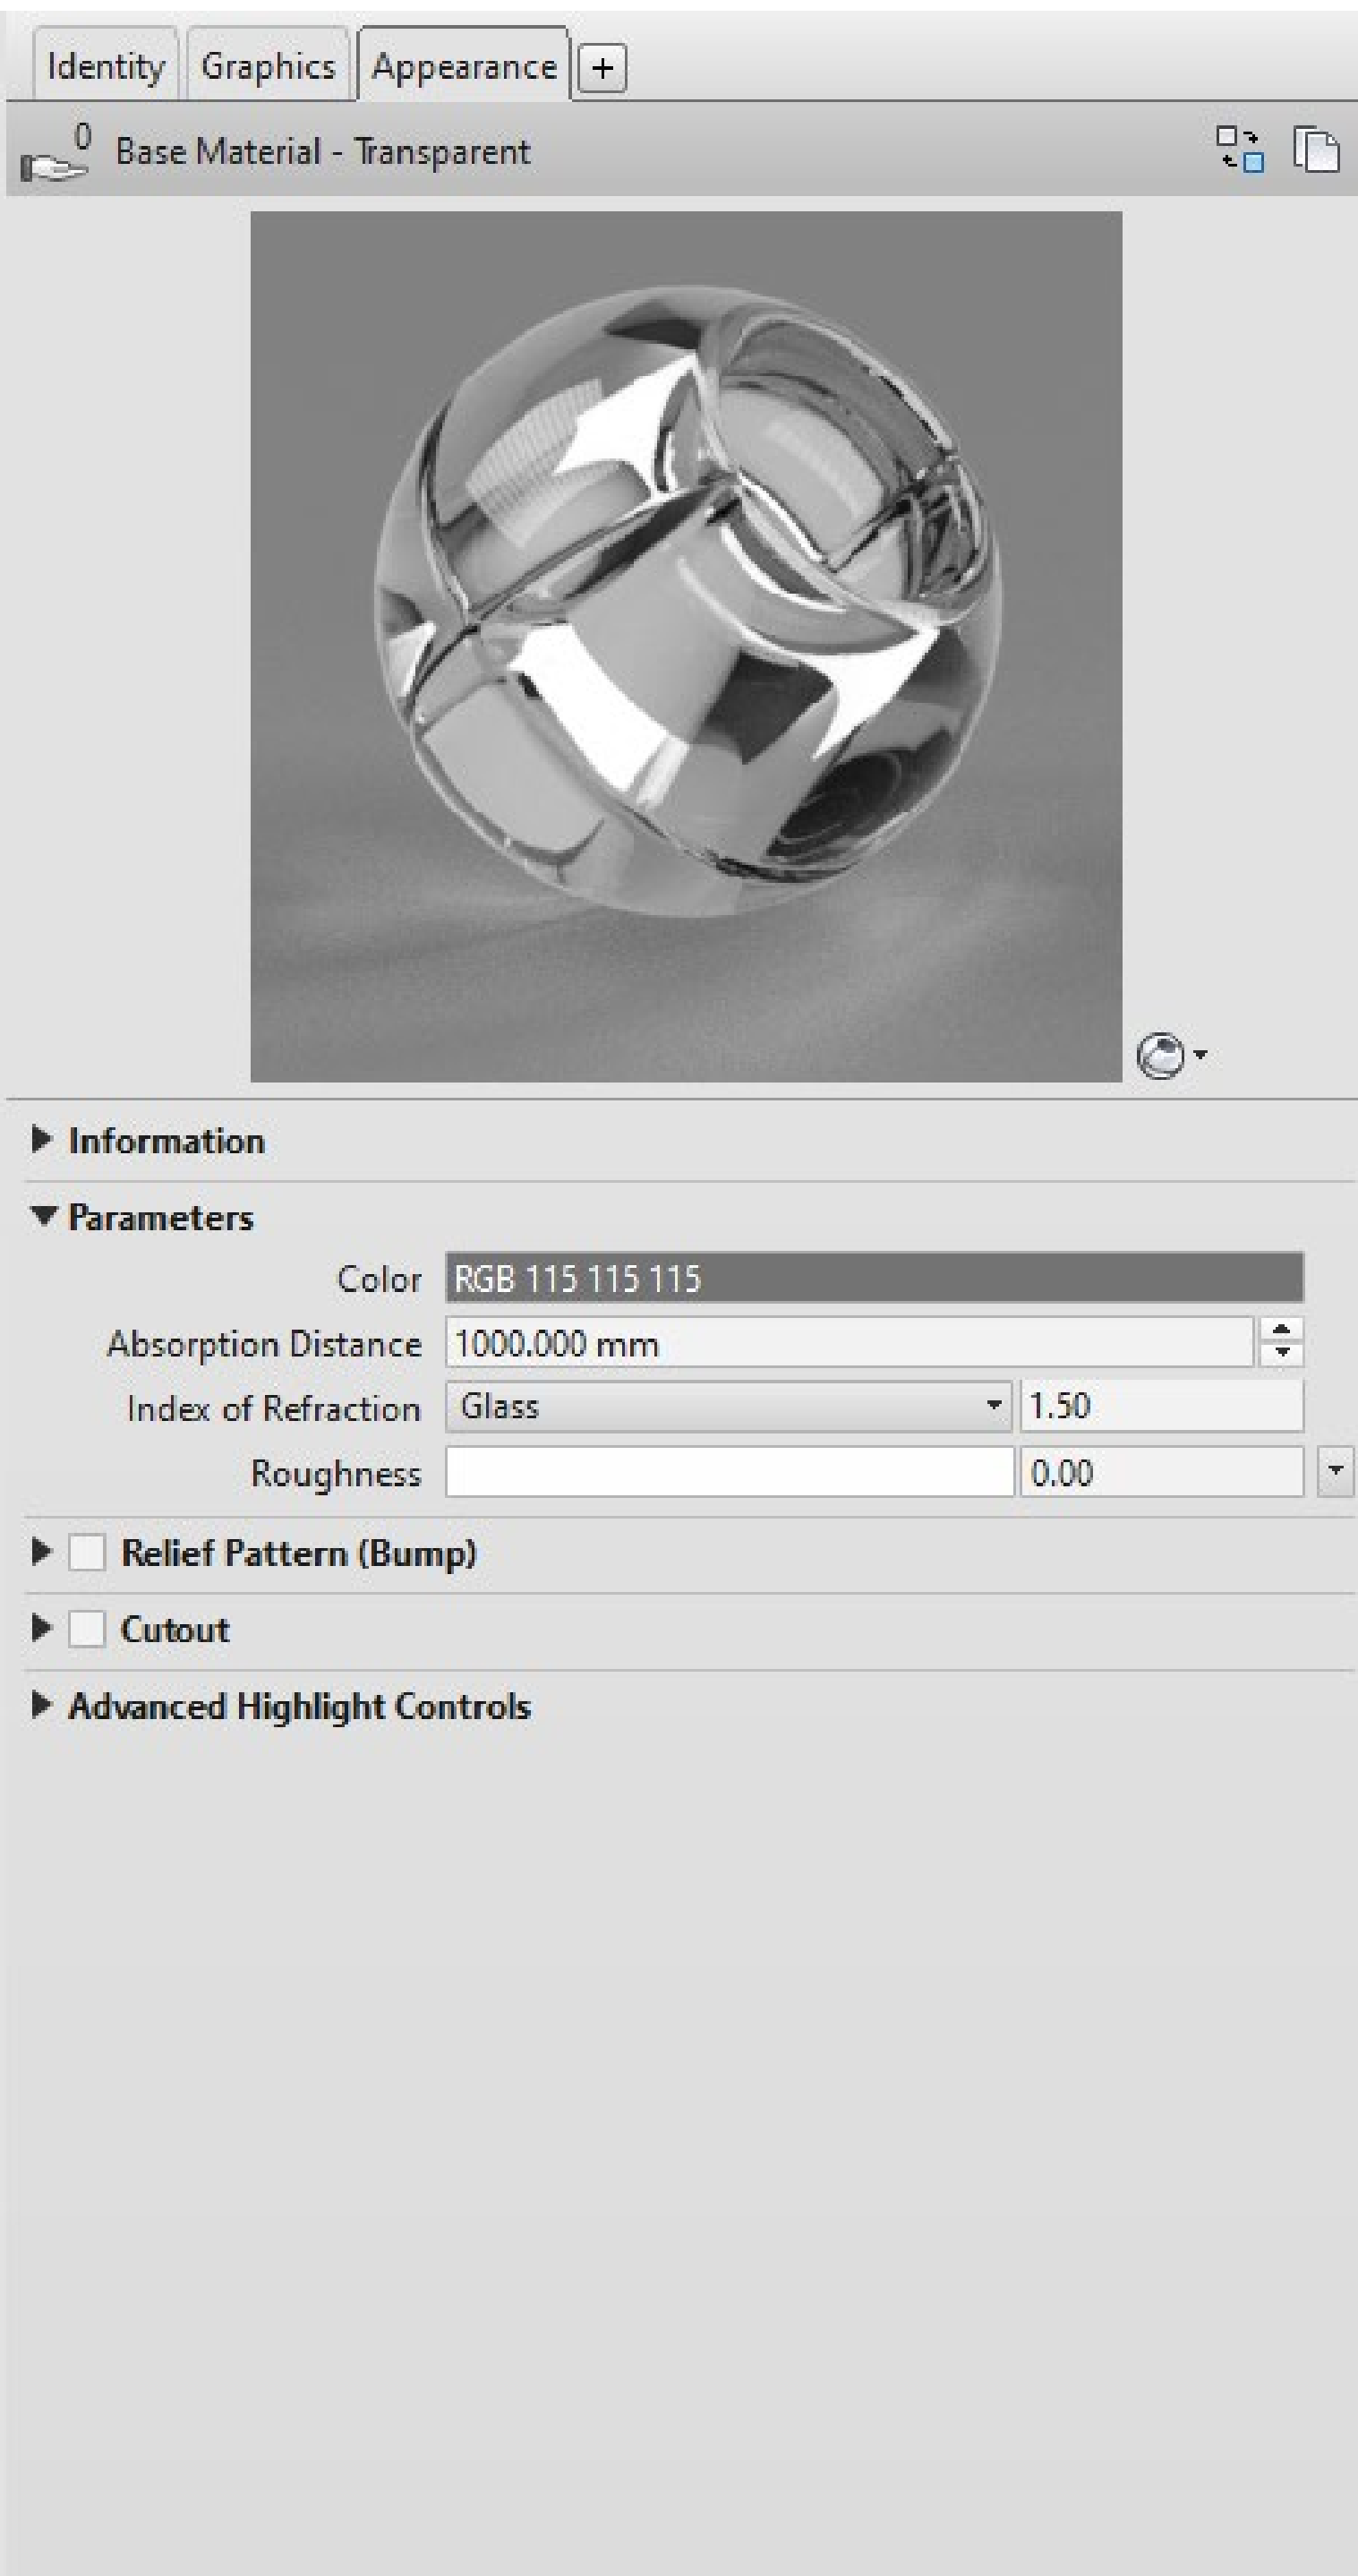 Identity Graphics Appearance +
0 Base Material - Transparent
Information
Parameters
Color RGB 115 115 115
Absorption Distance 1000.000 mm
Index of Refraction Glass 1.50
Roughness 0.00
Relief Pattern (Bump)
Cutout
Advanced Highlight Controls